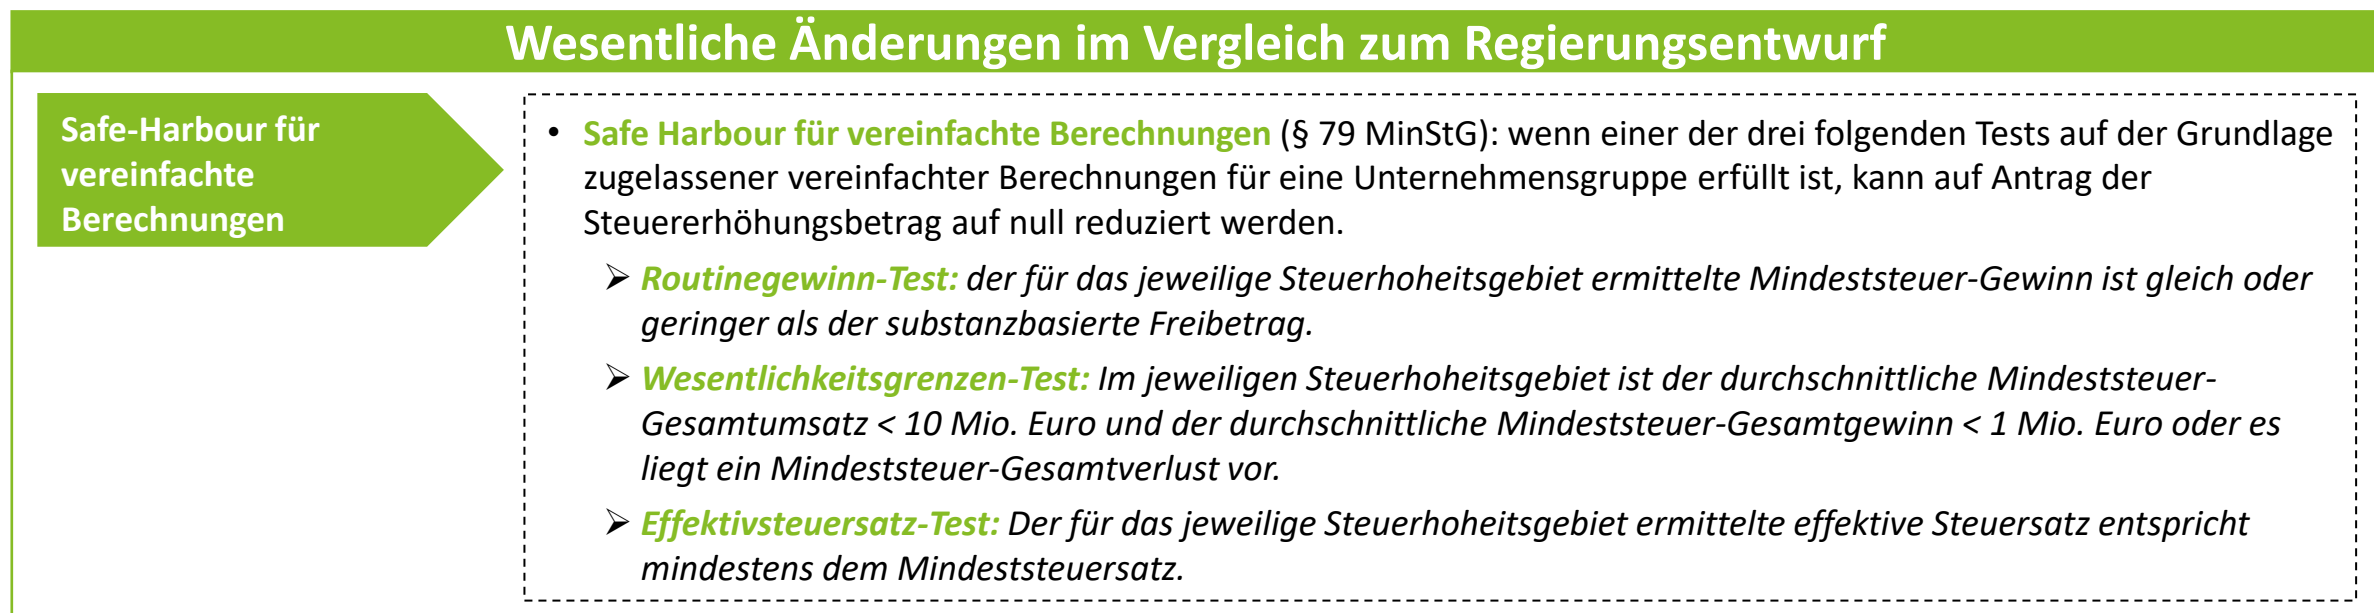 Wesentliche Änderungen im Vergleich zum Regierungsentwurf
Safe-Harbour für
vereinfachte
Berechnungen
• Safe Harbour für vereinfachte Berechnungen (§ 79 MinStG): wenn einer der drei folgenden Tests auf der Grundlage
zugelassener vereinfachter Berechnungen für eine Unternehmensgruppe erfüllt ist, kann auf Antrag der
Steuererhöhungsbetrag auf null reduziert werden.
➢ Routinegewinn-Test: der für das jeweilige Steuerhoheitsgebiet ermittelte Mindeststeuer-Gewinn ist gleich oder
geringer als der substanzbasierte Freibetrag.
➢ Wesentlichkeitsgrenzen-Test: Im jeweiligen Steuerhoheitsgebiet ist der durchschnittliche Mindeststeuer-
Gesamtumsatz < 10 Mio. Euro und der durchschnittliche Mindeststeuer-Gesamtgewinn < 1 Mio. Euro oder es
liegt ein Mindeststeuer-Gesamtverlust vor.
➢ Effektivsteuersatz-Test: Der für das jeweilige Steuerhoheitsgebiet ermittelte effektive Steuersatz entspricht
mindestens dem Mindeststeuersatz.